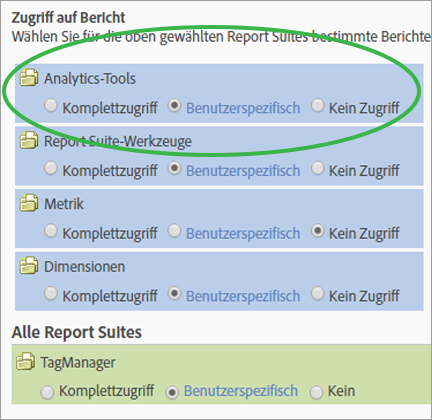 Zugriff auf Bericht
Wählen Sie für die oben gewählten Report Suites bestimmte Berichte
Analytics-Tools
Komplettzugriff Benutzerspezifisch Kein Zugriff
Report Suite-Werkzeuge
Komplettzugriff Benutzerspezifisch Kein Zugriff
Metrik
Komplettzugriff Benutzerspezifisch Kein Zugriff
Dimensionen
Komplettzugriff Benutzerspezifisch Kein Zugriff
Alle Report Suites
TagManager
Komplettzugriff Benutzerspezifisch Kein